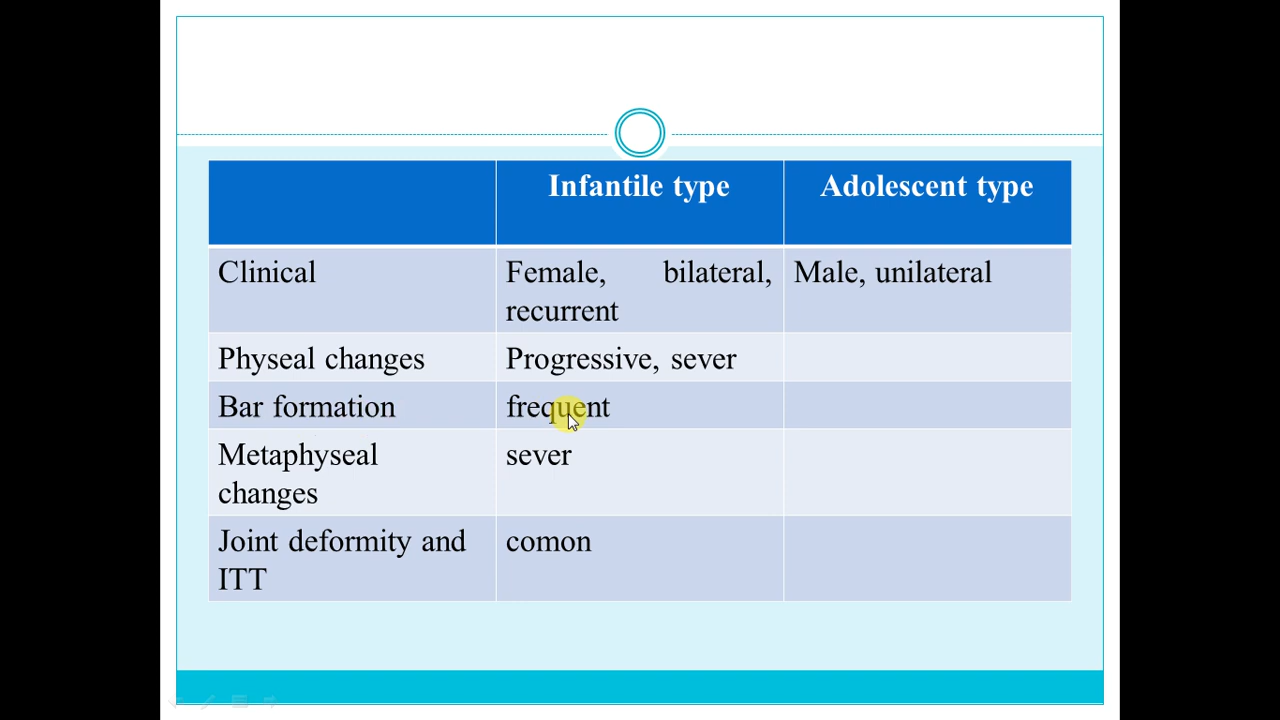 Infantile type
Adolescent type
Clinical
Female, bilateral,
recurrent
Male, unilateral
Physeal changes
Progressive, sever
Bar formation
frequent
Metaphyseal
changes
sever
Joint deformity and
ITT
comon